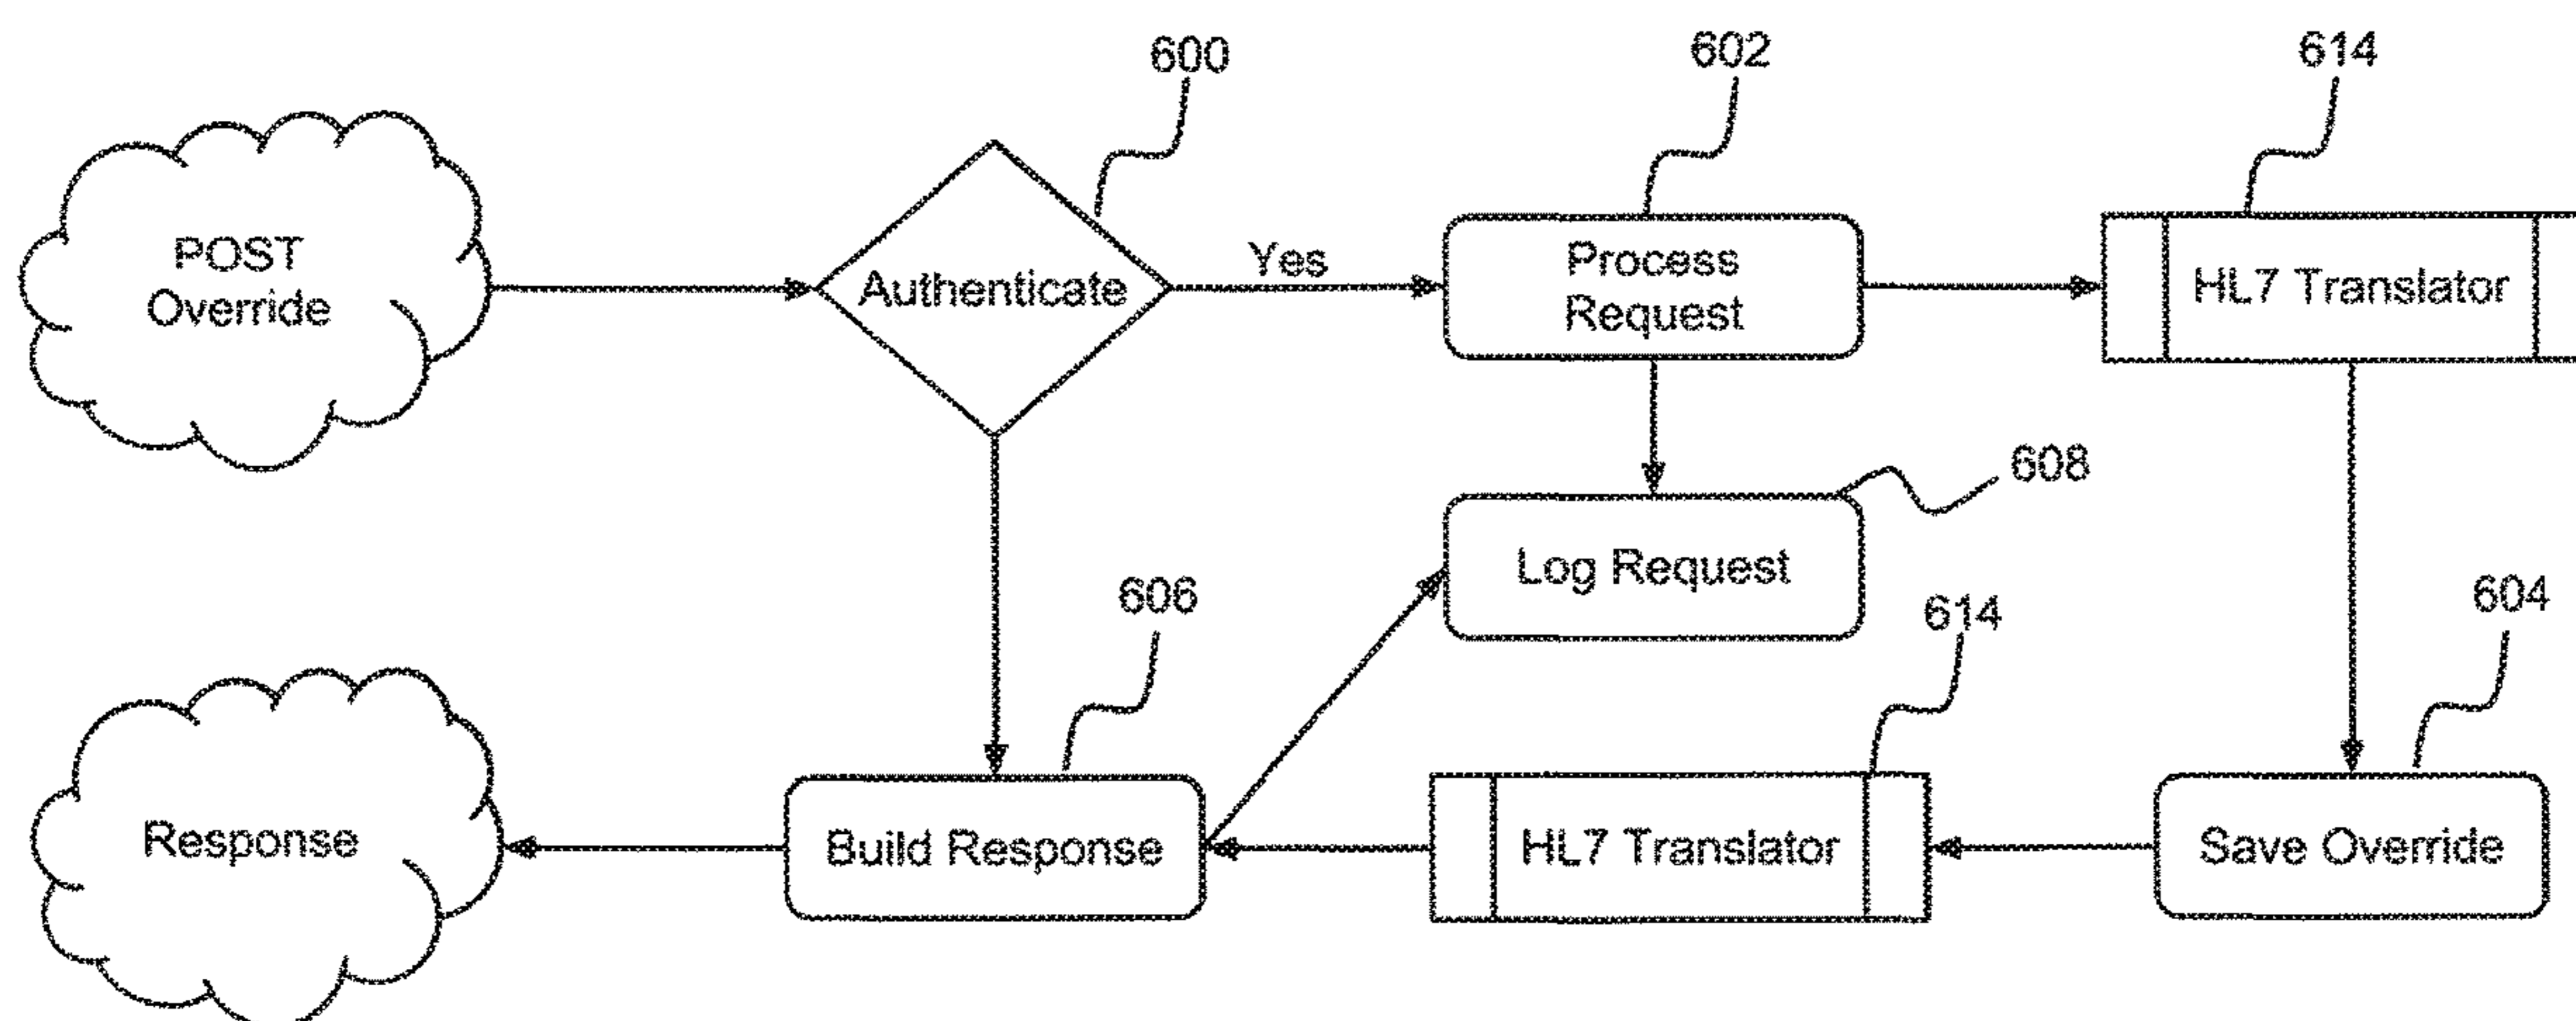 600
602
614
POST
Override
Authenticate
Yes
Process
Request
HL7 Translator
608
Log Request
606
614
604
Response
Build Response
HL7 Translator
Save Override